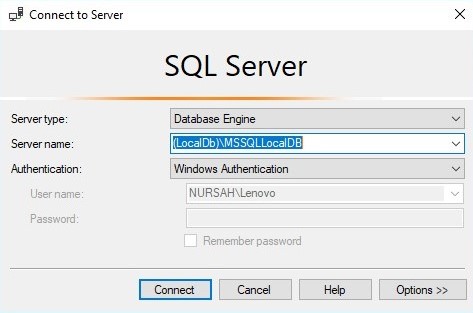 Connect to Server
SQL Server
Server type: Database Engine
Server name: (LocalDb)\MSSQLLocalDB
Authentication: Windows Authentication
User name: NURSAH\Lenovo
Password:
Remember password
Connect Cancel Help Options >>